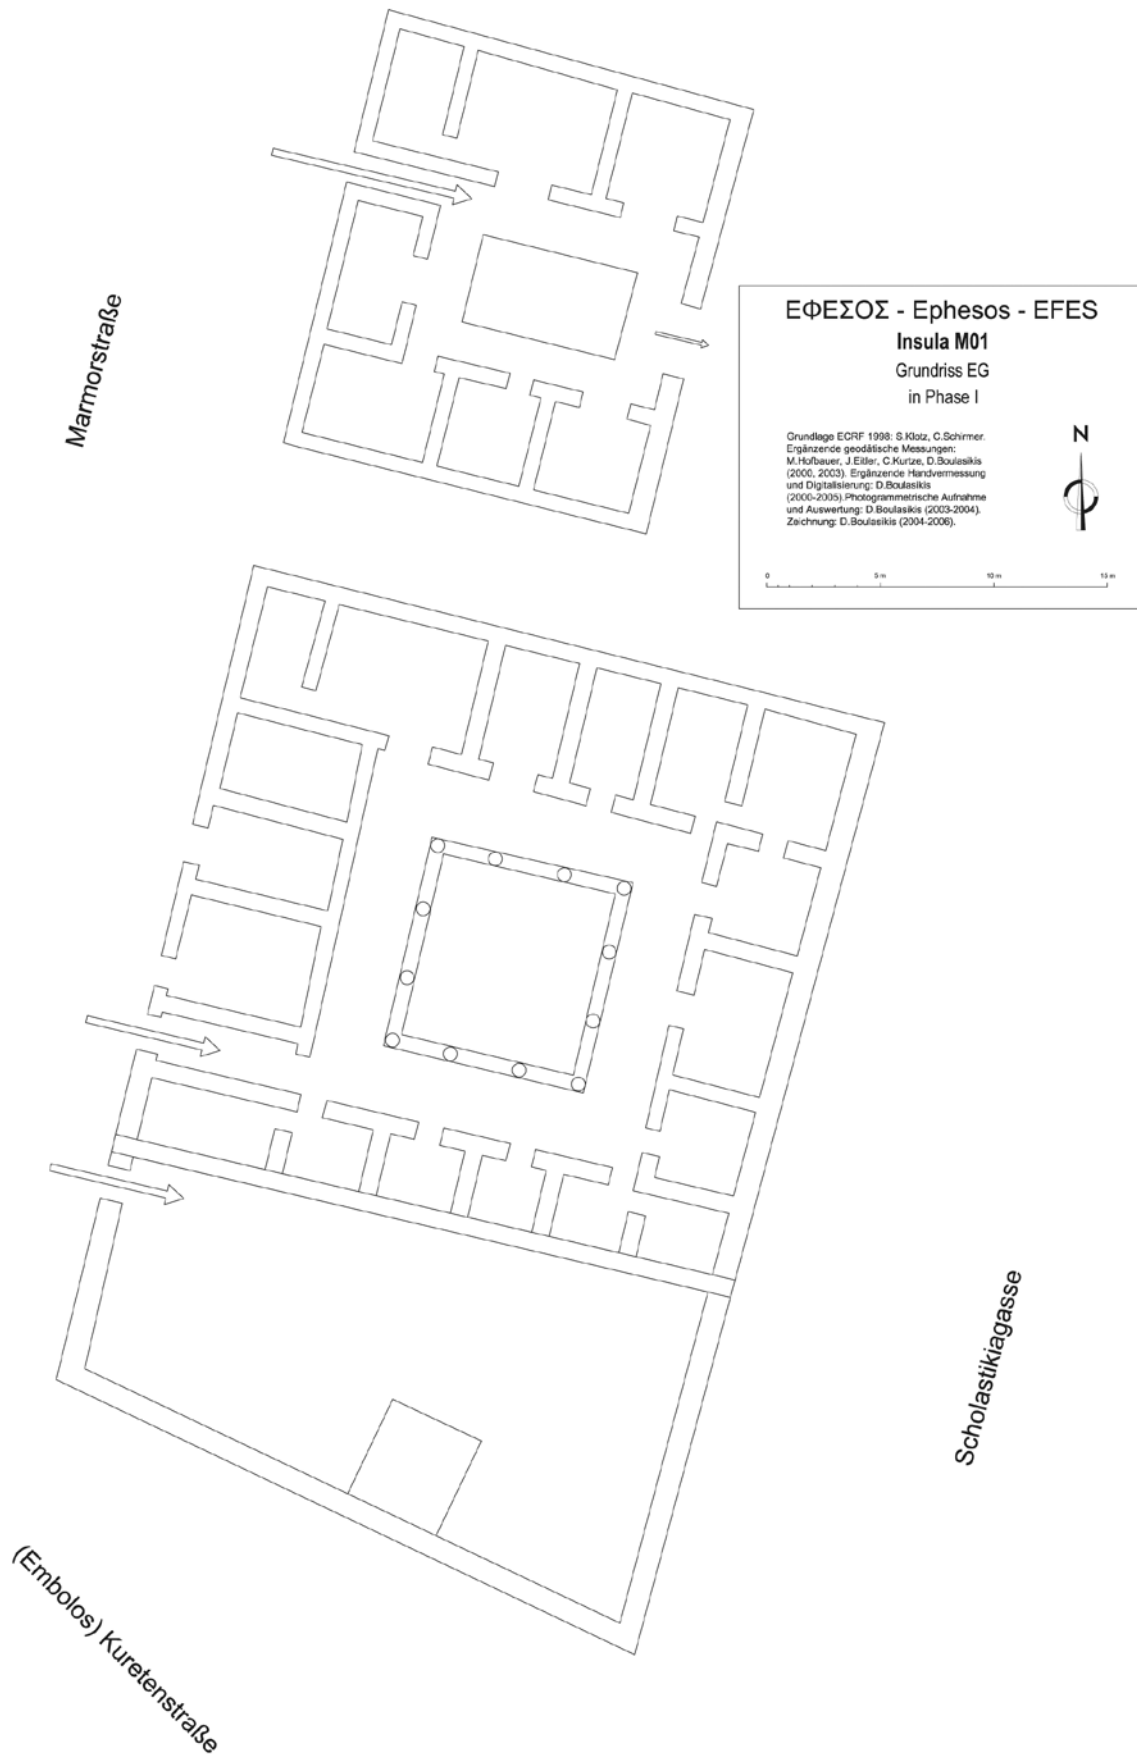 ΕΦΕΣΟΣ - Ephesos - EFES
Insula M01
Grundriss EG
in Phase I
Grundlage ECRF 1998: S.Klotz, C.Schirmer.
Ergänzende geodätische Messungen:
M.Hofbauer, J.Eitler, C.Kurtze, D.Boulasikis
(2000, 2003). Ergänzende Handvermessung
und Digitalisierung: D.Boulasikis
(2000-2005).Photogrammetrische Aufnahme
und Auswertung: D.Boulasikis (2003-2004).
Zeichnung: D.Boulasikis (2004-2006).
N
0 5 m 10 m 15 m
Marmorstraße
Scholastikiagasse
(Embolos) Kuretenstraße